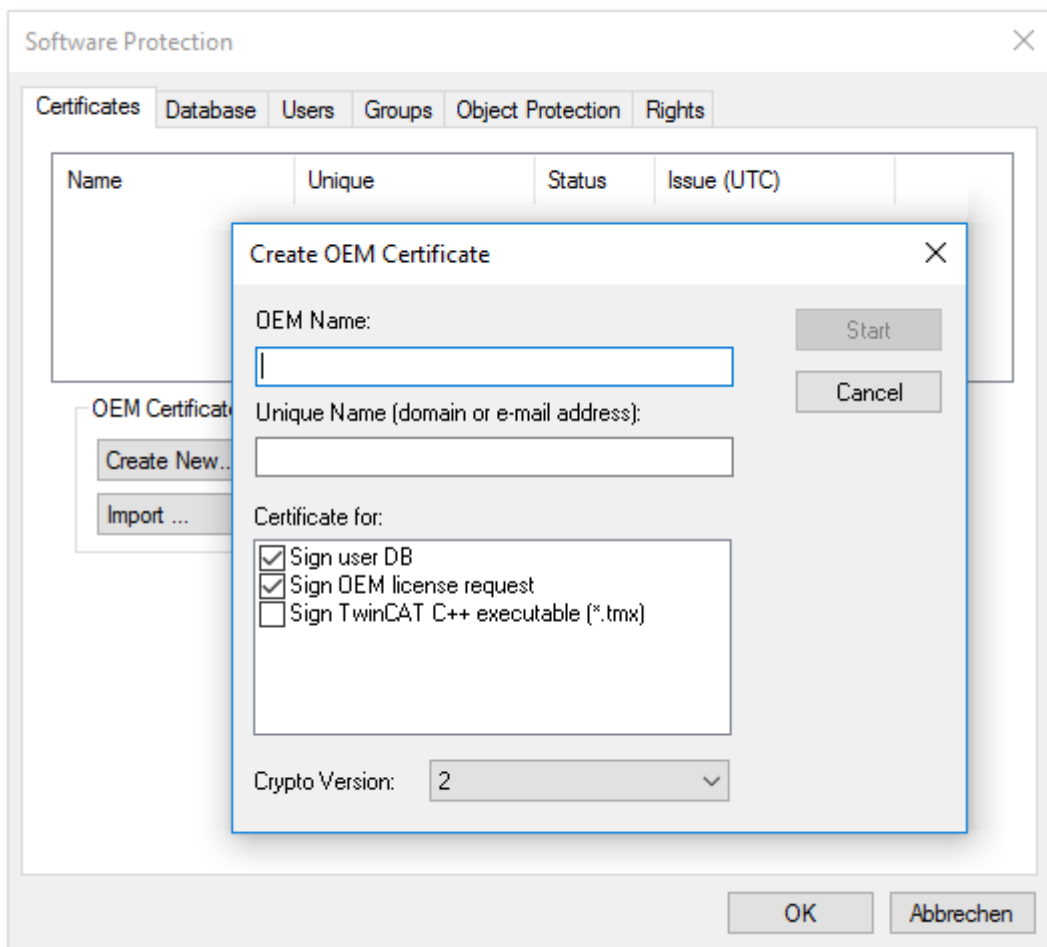 Software Protection
Certificates Database Users Groups Object Protection Rights
Name Unique Status Issue (UTC)
Create OEM Certificate
OEM Name:
Start
Cancel
Unique Name (domain or e-mail address):
Certificate for:
Sign user DB
Sign OEM license request
Sign TwinCAT C++ executable (*.tmx)
Crypto Version: 2
OEM Certificate
Create New..
Import ...
OK Abbrechen